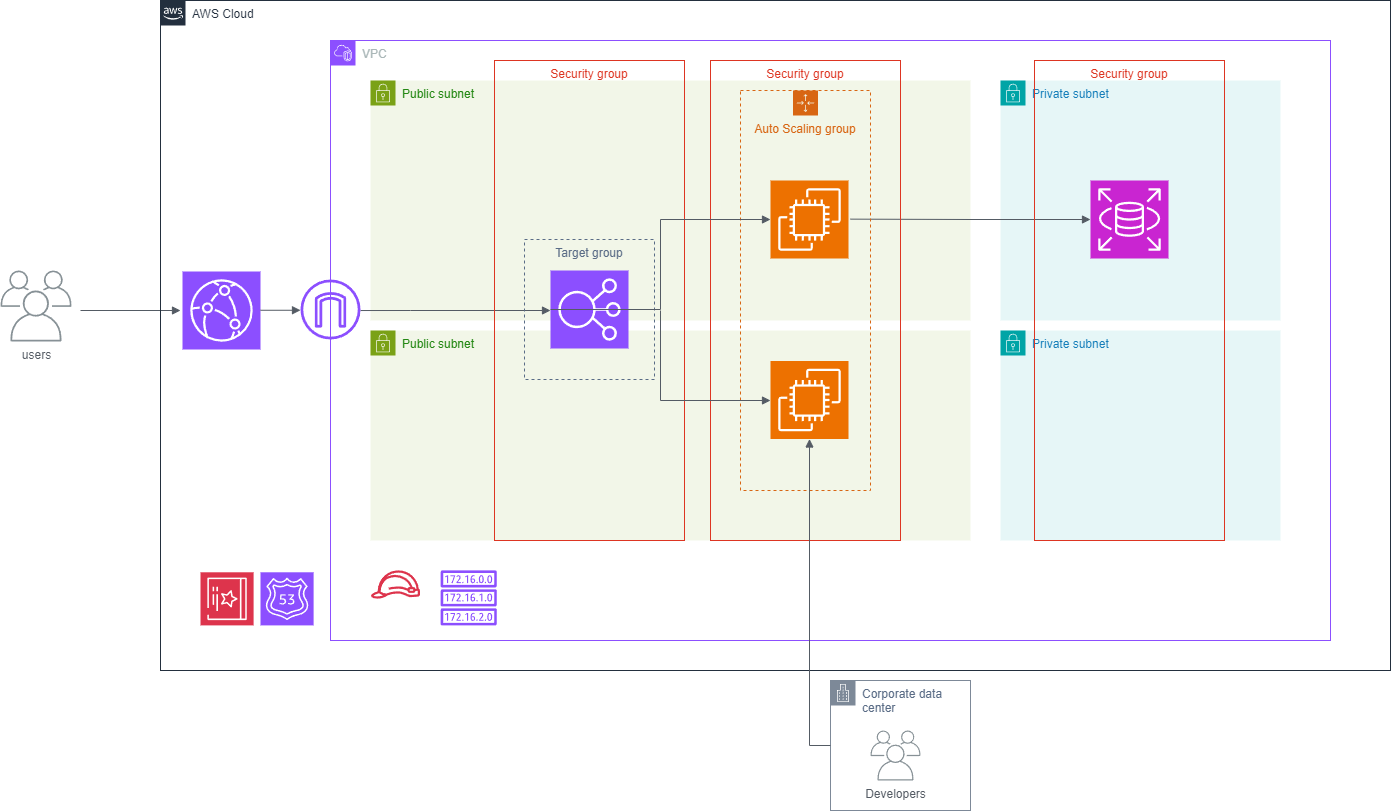 aws
AWS Cloud
VPC
Security group
Security group
Security group
Public subnet
Private subnet
Auto Scaling group
Target group
users
Public subnet
Private subnet
53
172.16.0.0
172.16.1.0
172.16.2.0
Corporate data
center
Developers